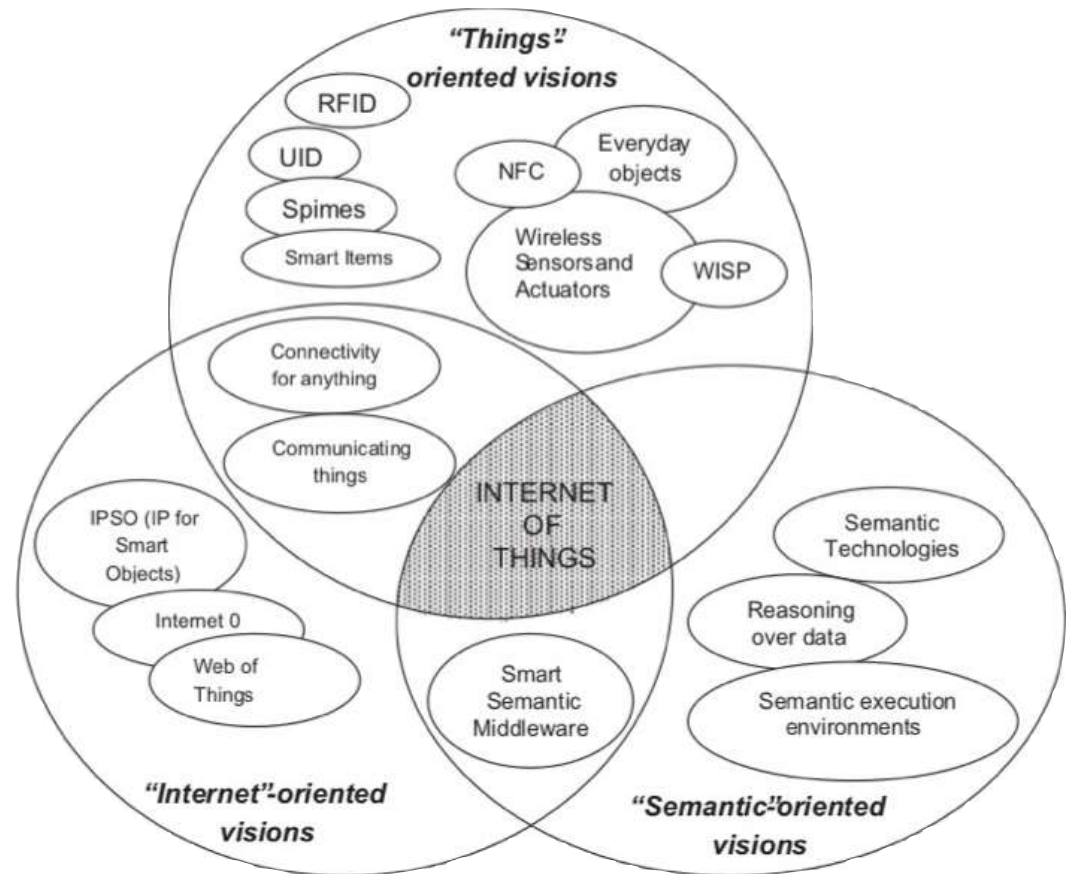 “Things”-
oriented visions
RFID
UID
Spimes
Smart Items
NFC
Everyday
objects
Wireless
Sensors and
Actuators
WISP
Connectivity
for anything
Communicating
things
INTERNET
OF
THINGS
IPSO (IP for
Smart
Objects)
Internet 0
Web of
Things
Semantic
Technologies
Reasoning
over data
Semantic execution
environments
Smart
Semantic
Middleware
“Internet”-oriented
visions
“Semantic”-oriented
visions